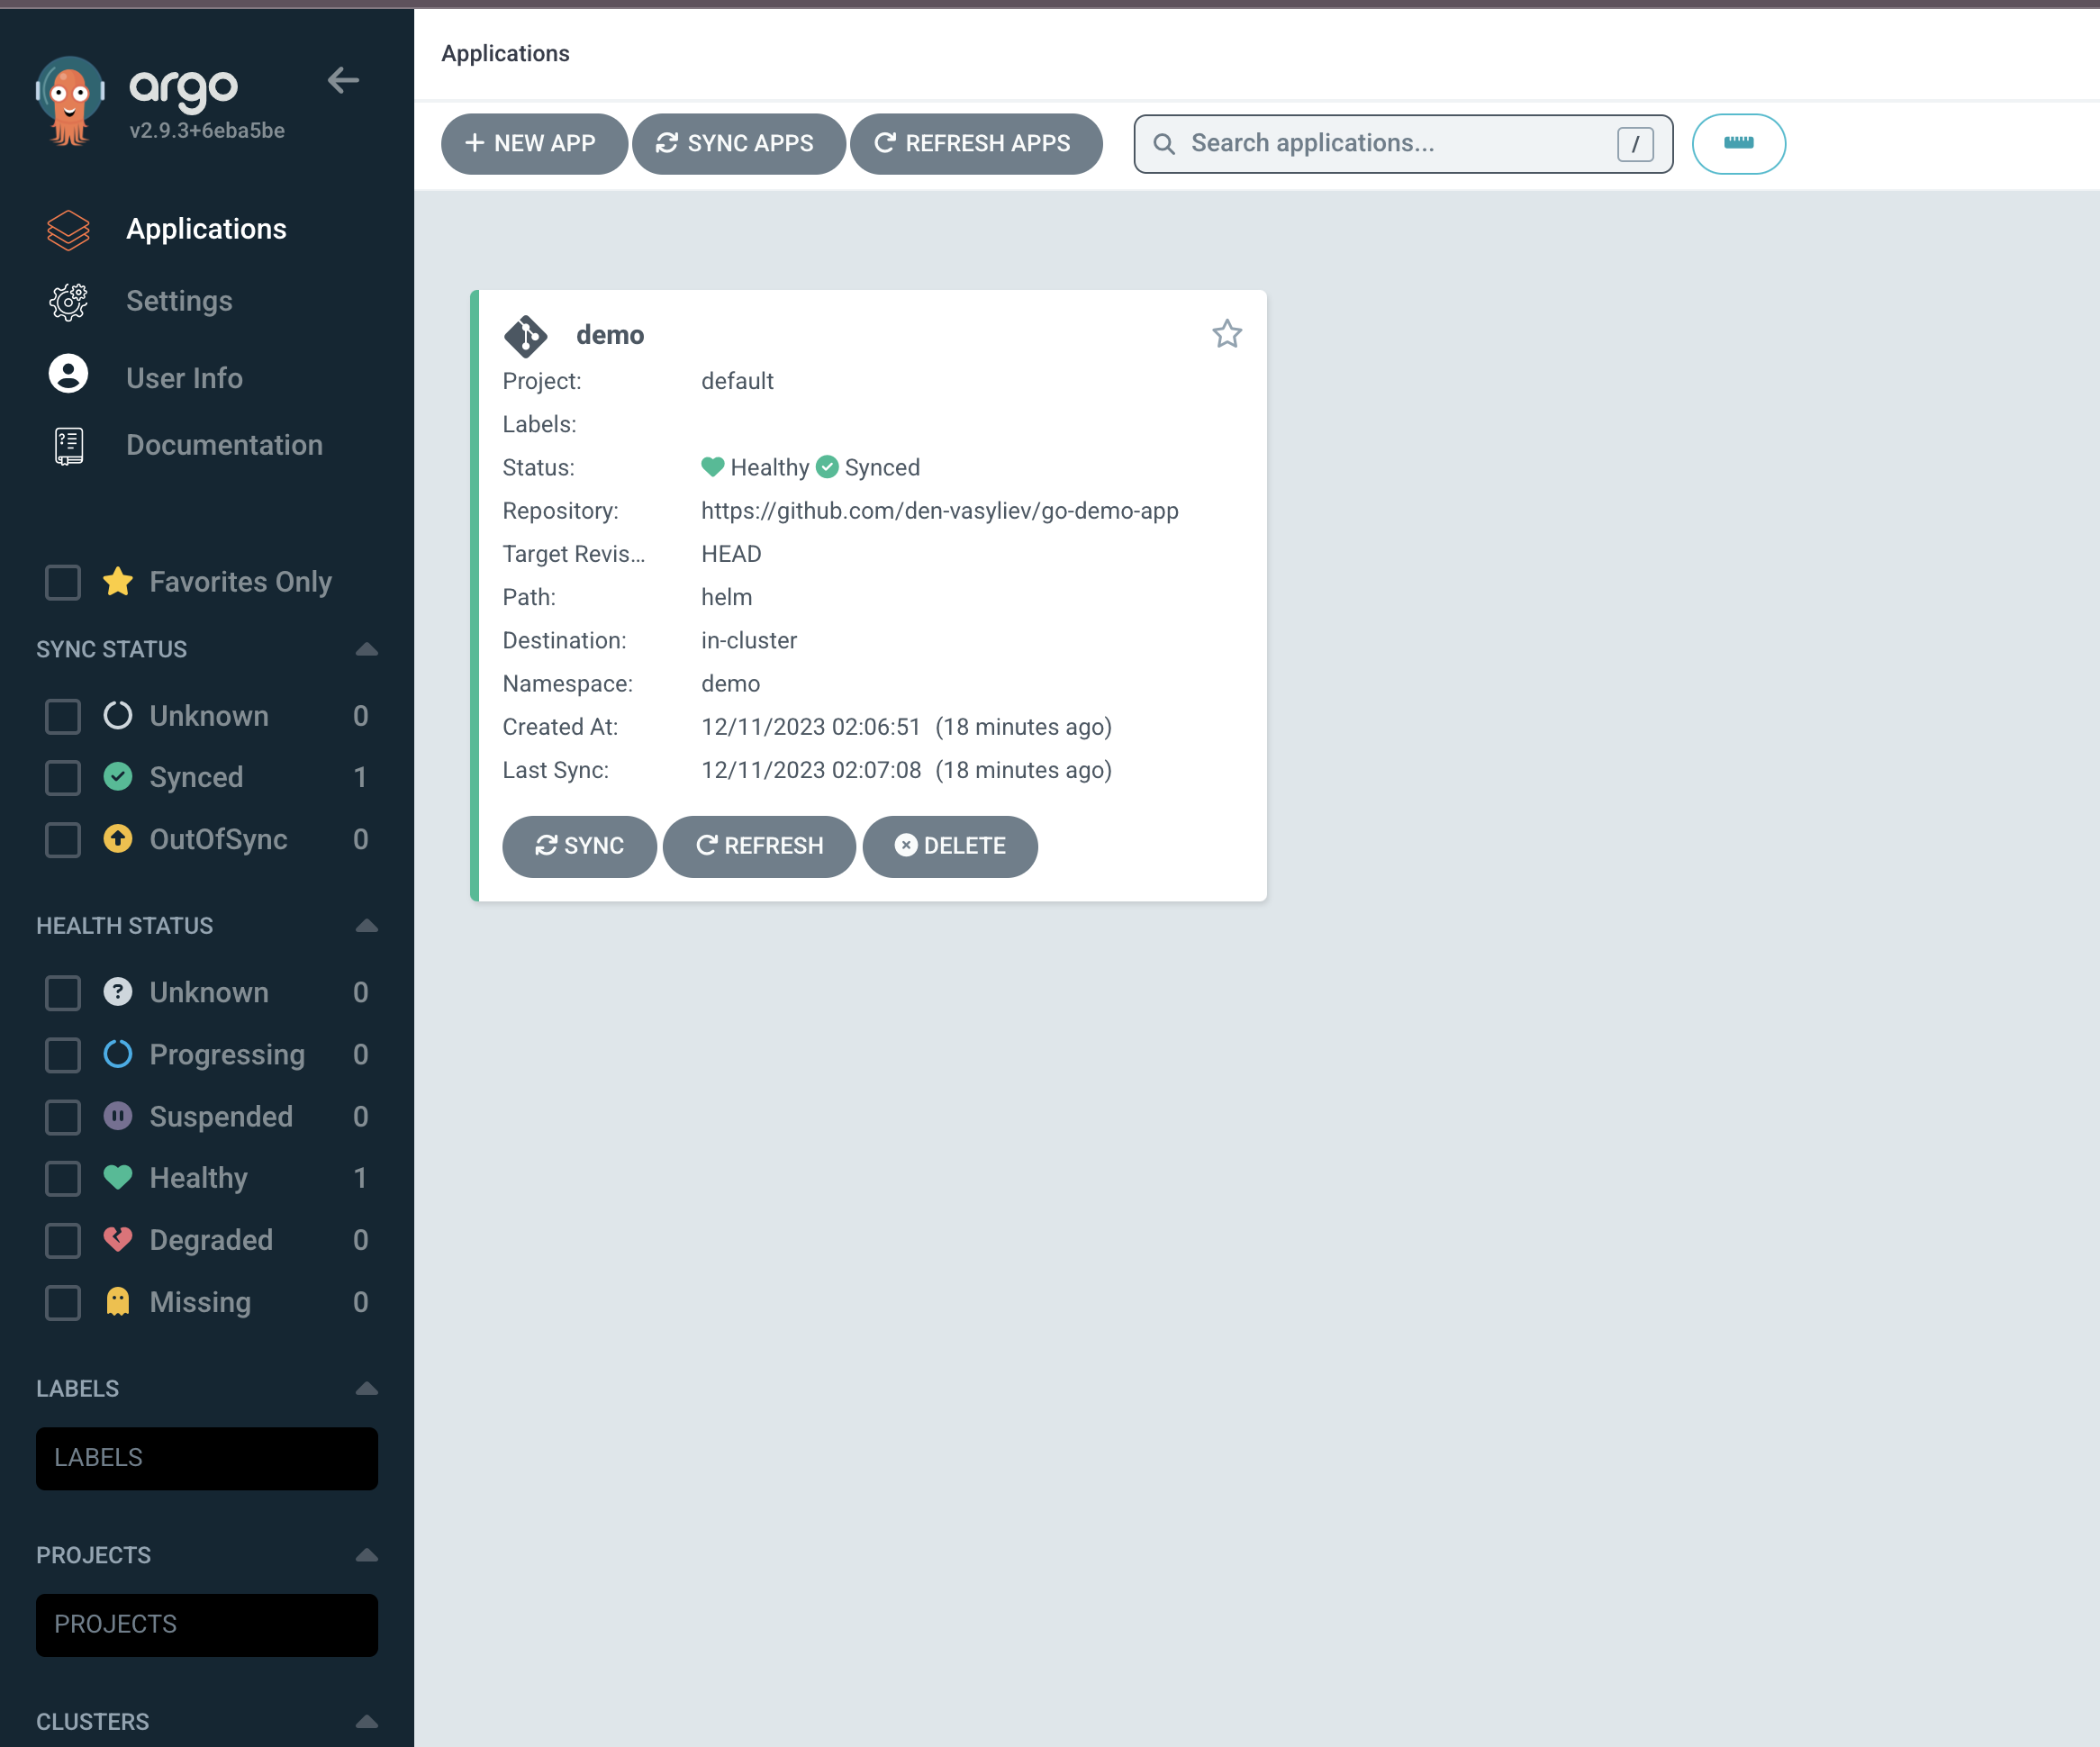 argo
v2.9.3+6eba5be
Applications
Settings
User Info
Documentation
Favorites Only
SYNC STATUS
Unknown 0
Synced 1
OutOfSync 0
HEALTH STATUS
Unknown 0
Progressing 0
Suspended 0
Healthy 1
Degraded 0
Missing 0
LABELS
LABELS
PROJECTS
PROJECTS
CLUSTERS
Applications
NEW APP SYNC APPS REFRESH APPS Search applications... /
demo
Project: default
Labels:
Status: Healthy Synced
Repository: https://github.com/den-vasyliev/go-demo-app
Target Revis... HEAD
Path: helm
Destination: in-cluster
Namespace: demo
Created At: 12/11/2023 02:06:51 (18 minutes ago)
Last Sync: 12/11/2023 02:07:08 (18 minutes ago)
SYNC REFRESH DELETE